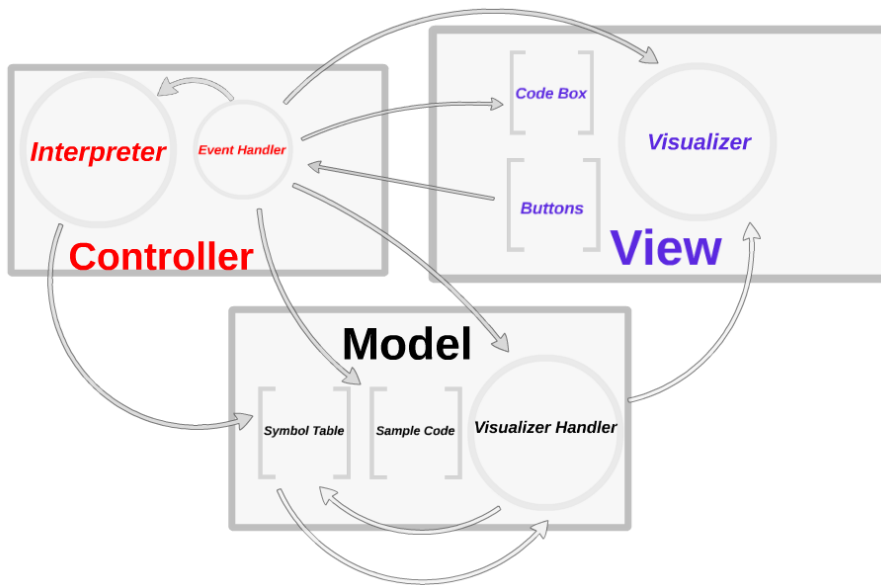 Interpreter
Event Handler
Controller
Code Box
Buttons
Visualizer
View
Model
Symbol Table
Sample Code
Visualizer Handler